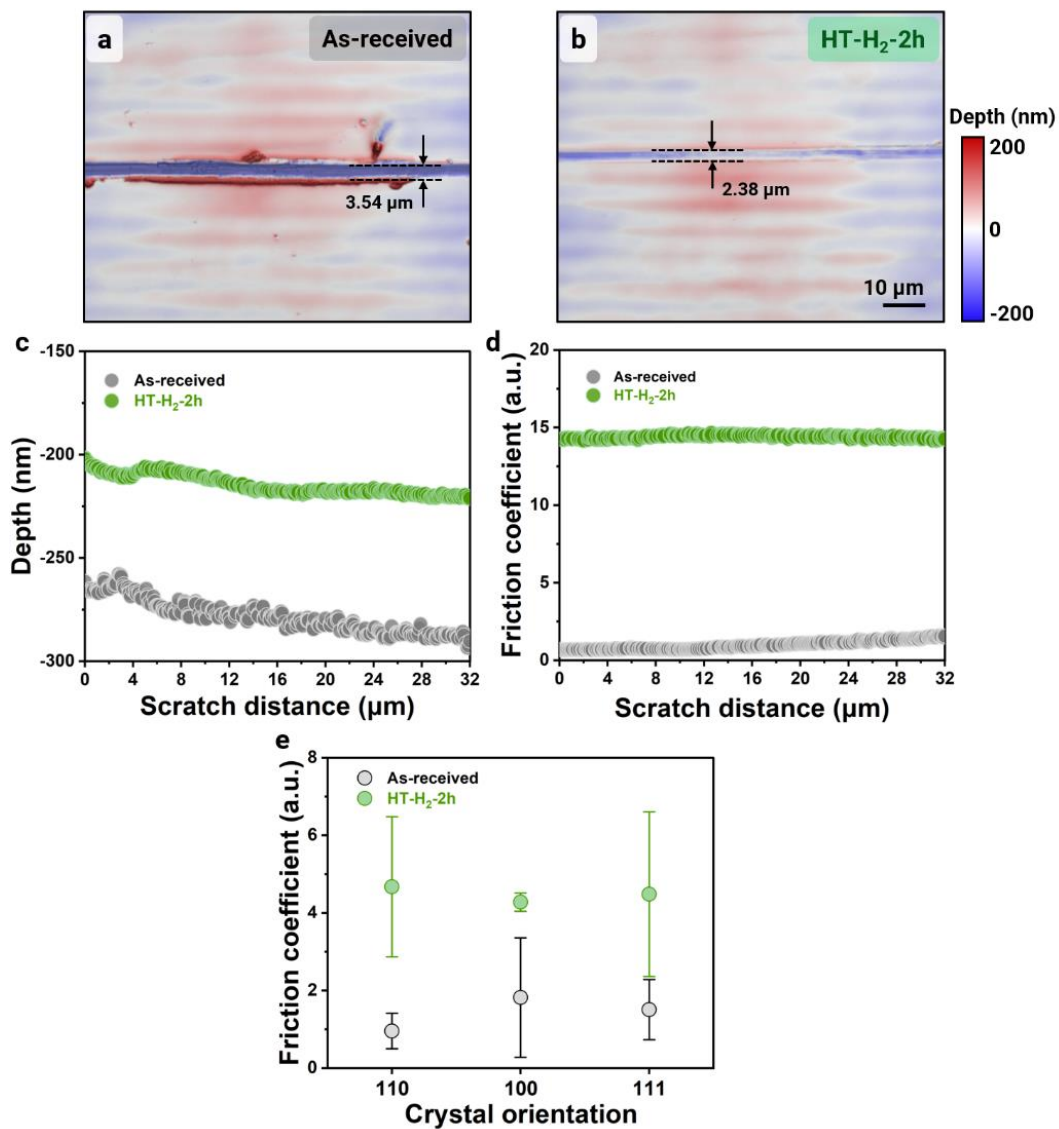 a
As-received
b
HT-H₂-2h
Depth (nm)
200
0
-200
3.54 µm
2.38 µm
10 µm
c
Depth (nm)
-150
-200
-250
-300
As-received
HT-H₂-2h
0 4 8 12 16 20 24 28 32
Scratch distance (µm)
d
Friction coefficient (a.u.)
20
15
10
5
0
As-received
HT-H₂-2h
0 4 8 12 16 20 24 28 32
Scratch distance (µm)
e
Friction coefficient (a.u.)
8
6
4
2
0
As-received
HT-H₂-2h
110 100 111
Crystal orientation